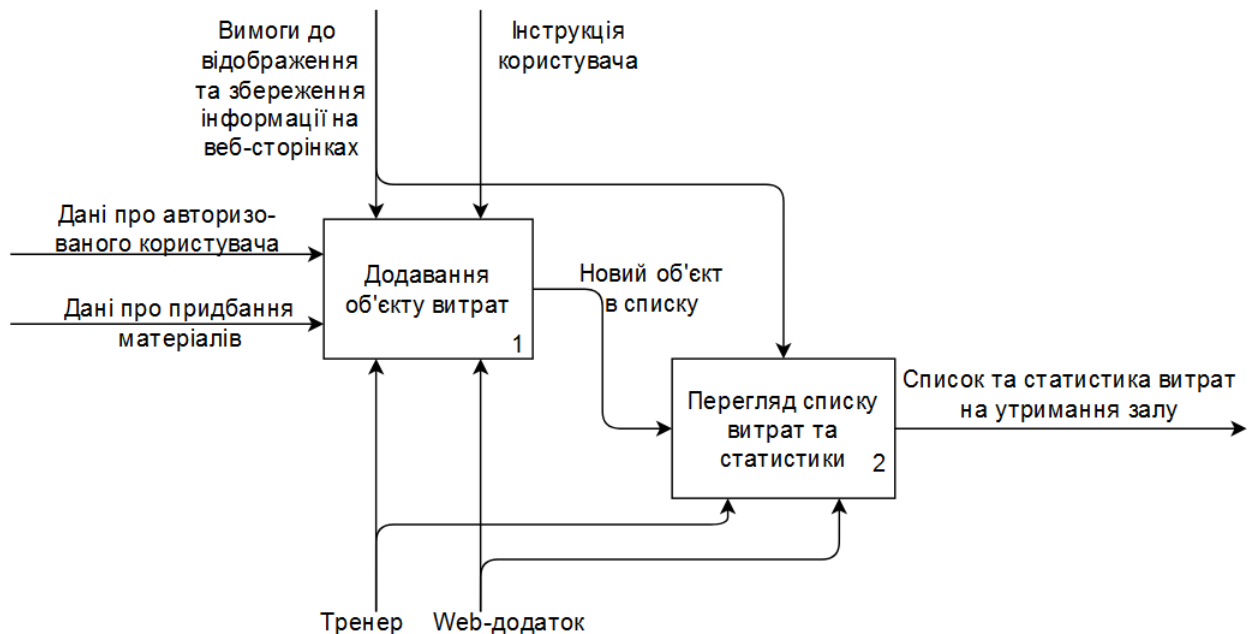 Вимоги до
відображення
та збереження
інформації на
веб-сторінках
Інструкція
користувача
Дані про авторизо-
ваного користувача
Дані про придбання
матеріалів
Додавання
об'єкту витрат
1
Новий об'єкт
в списку
Перегляд списку
витрат та
статистики
2
Список та статистика витрат
на утримання залу
Тренер
Web-додаток